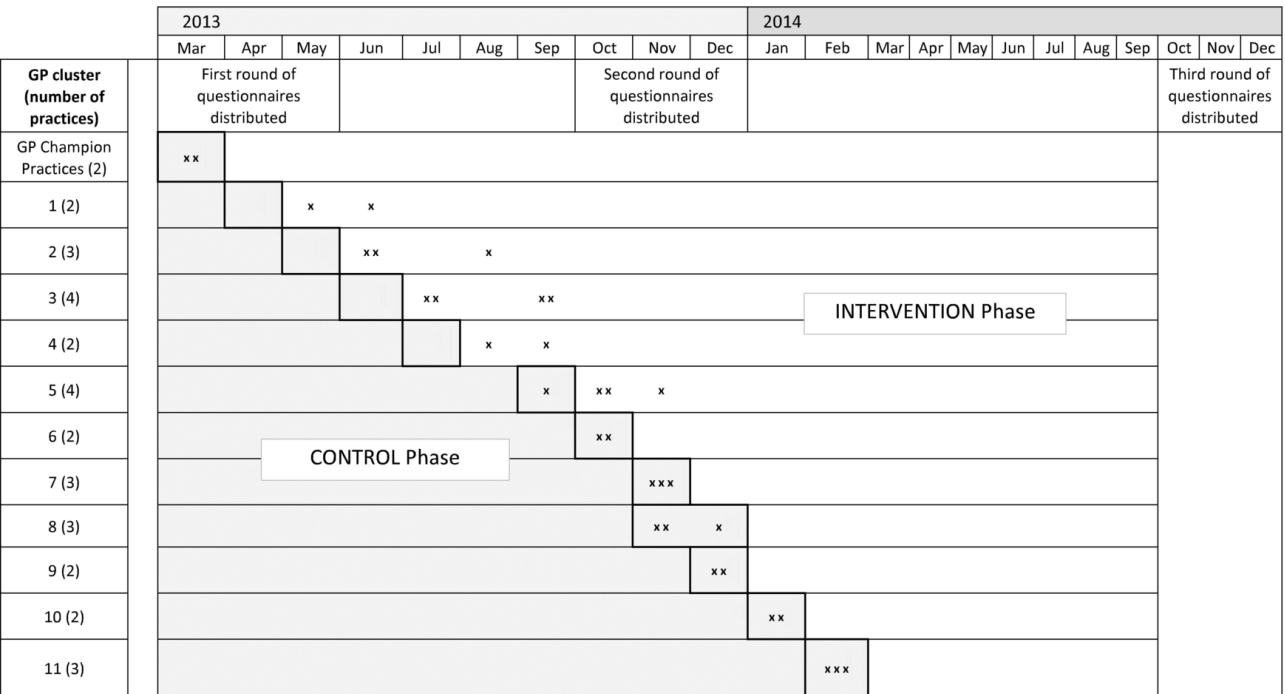 2013 2014
Mar Apr May Jun Jul Aug Sep Oct Nov Dec Jan Feb Mar Apr May Jun Jul Aug Sep Oct Nov Dec
GP cluster
(number of
practices)
First round of
questionnaires
distributed
Second round of
questionnaires
distributed
Third round of
questionnaires
distributed
GP Champion
Practices (2)
x x
1 (2) x x
2 (3) x x x
3 (4) x x x x
INTERVENTION Phase
4 (2) x x
5 (4) x x x x
6 (2) x x
CONTROL Phase
7 (3) x x x
8 (3) x x x
9 (2) x x
10 (2) x x
11 (3) x x x